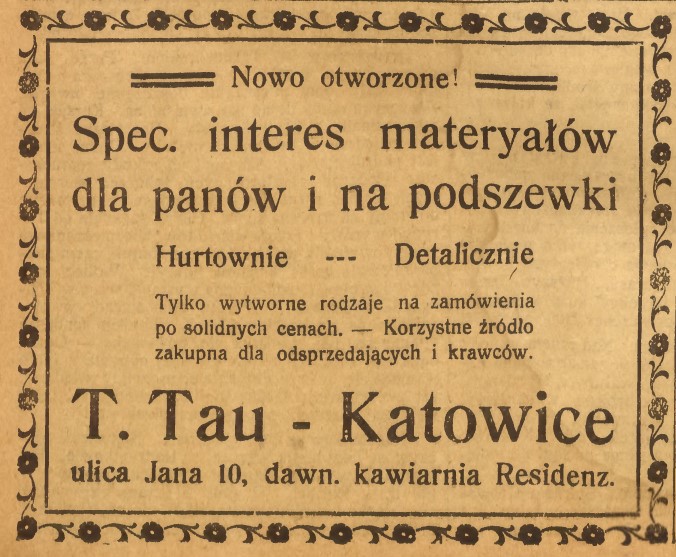 Nowo otworzone!
Spec. interes materyałów
dla panów i na podszewki
Hurtownie --- Detalicznie
Tylko wytworne rodzaje na zamówienia
po solidnych cenach. — Korzystne źródło
zakupna dla odsprzedających i krawców.
T. Tau - Katowice
ulica Jana 10, dawn. kawiarnia Residenz.